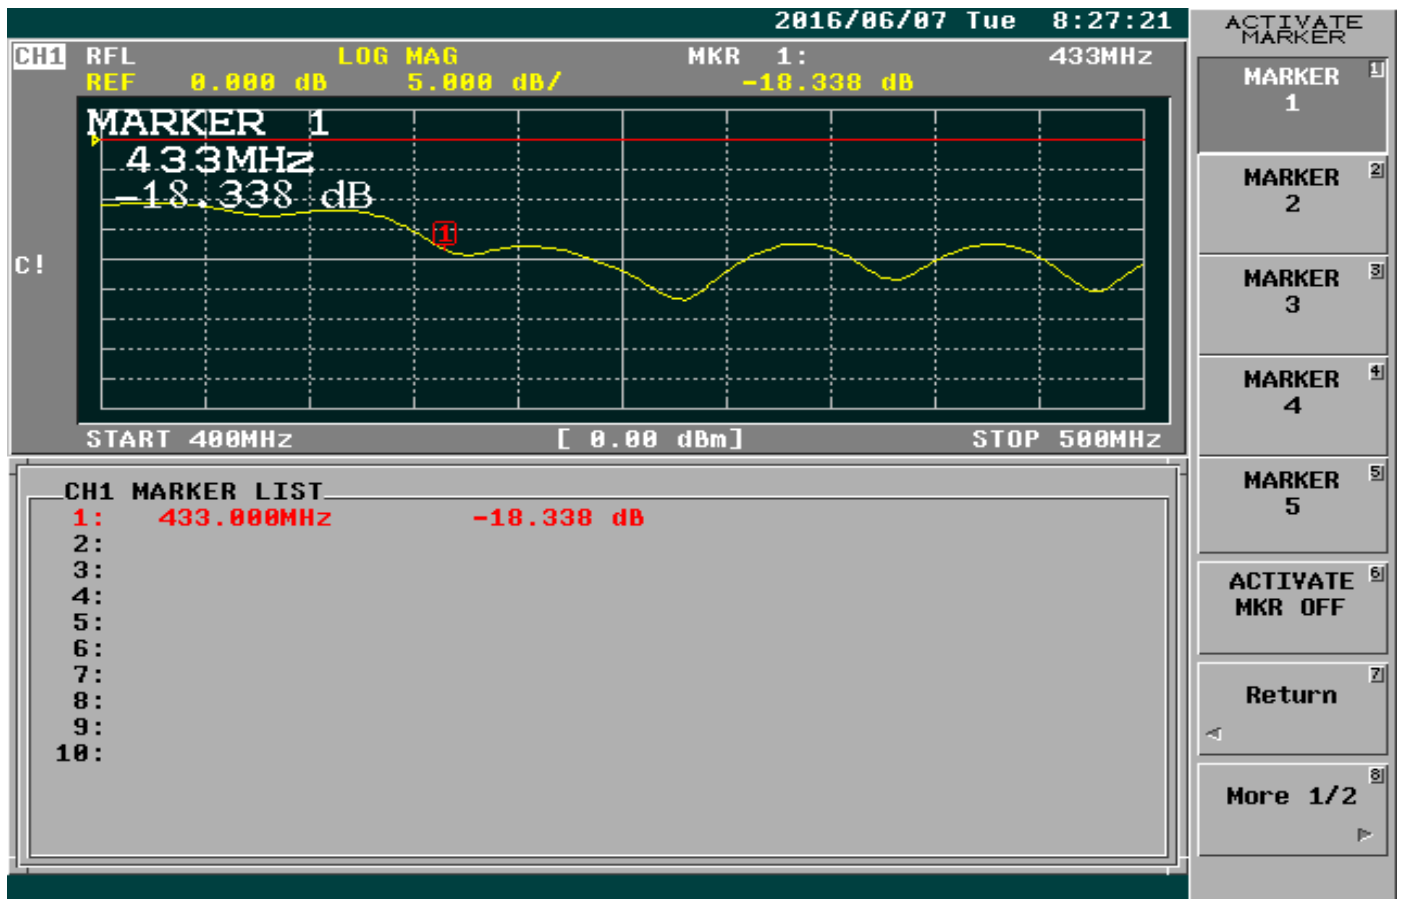 2016/06/07 Tue 8:27:21
CH1 RFL LOG MAG MKR 1: 433MHz
REF 0.000 dB 5.000 dB/ -18.338 dB
MARKER 1
433MHz
-18.338 dB
1
C!
START 400MHz [ 0.00 dBm] STOP 500MHz
CH1 MARKER LIST
1: 433.000MHz -18.338 dB
2:
3:
4:
5:
6:
7:
8:
9:
10:
ACTIVATE
MARKER
MARKER 1
1
MARKER 2
2
MARKER 3
3
MARKER 4
4
MARKER 5
5
ACTIVATE 6
MKR OFF
Return 7
More 1/2 8